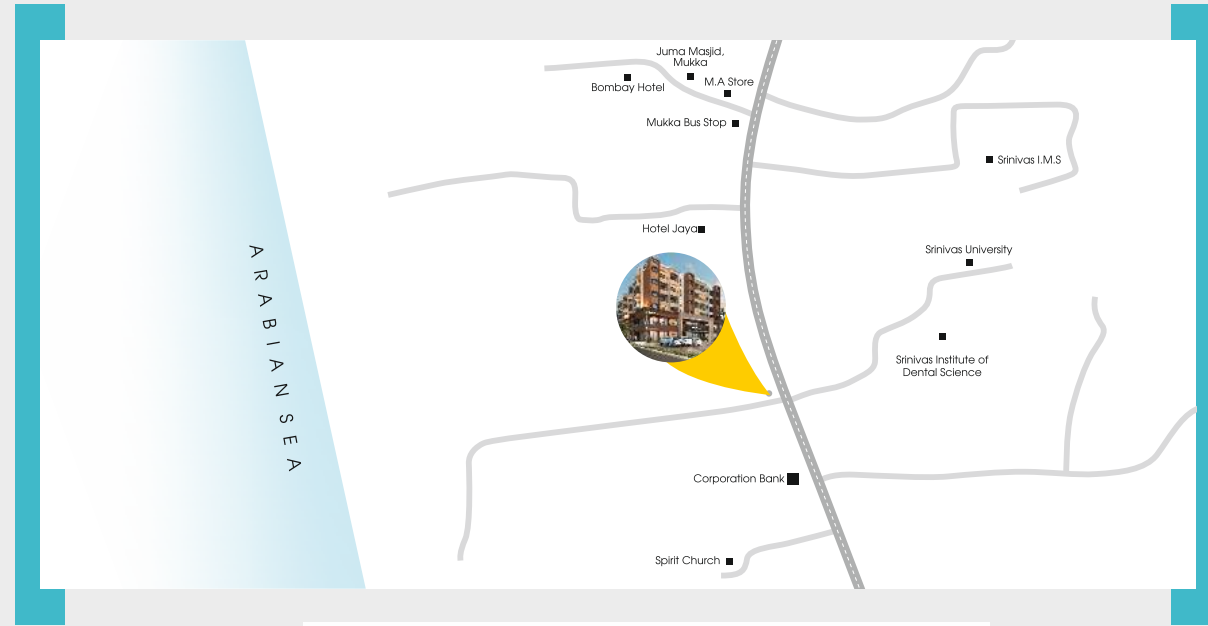 Juma Masjid,
Mukka
Bombay Hotel
M.A Store
Mukka Bus Stop
Srinivas I.M.S
Hotel Jaya
Srinivas University
ARABIAN SEA
Srinivas Institute of
Dental Science
Corporation Bank
Spirit Church